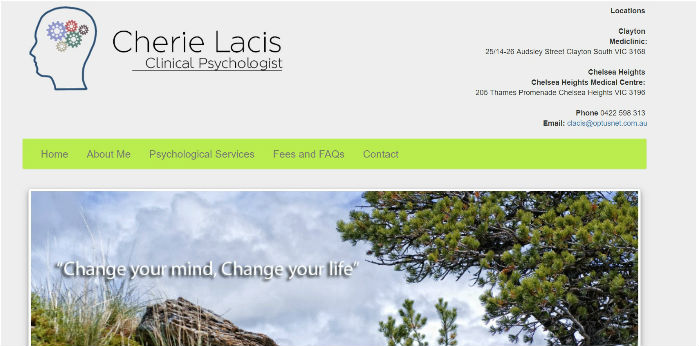 Cherie Lacis
Clinical Psychologist
Locations
Clayton
Mediclinic:
25/14-26 Audsley Street Clayton South VIC 3168
Chelsea Heights
Chelsea Heights Medical Centre:
205 Thames Promenade Chelsea Heights VIC 3196
Phone 0422 598 313
Email: clacis@optusnet.com.au
Home About Me Psychological Services Fees and FAQs Contact
“Change your mind, Change your life”